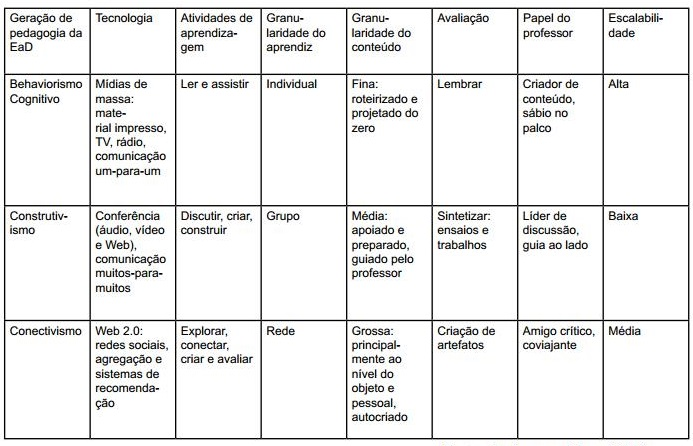 Geração de
pedagogia da
EaD
Tecnologia
Atividades de
aprendiza-
gem
Granu-
laridade do
aprendiz
Granu-
laridade do
conteúdo
Avaliação
Papel do
professor
Escalabili-
dade
Behaviorismo
Cognitivo
Mídias de
massa:
mate-
rial impresso,
TV, rádio,
comunicação
um-para-um
Ler e assistir
Individual
Fina:
roteirizado e
projetado do
zero
Lembrar
Criador de
conteúdo,
sábio no
palco
Alta
Construtiv-
ismo
Conferência
(áudio, vídeo
e Web),
comunicação
muitos-para-
muitos
Discutir, criar,
construir
Grupo
Média:
apoiado e
preparado,
guiado pelo
professor
Sintetizar:
ensaios e
trabalhos
Líder de
discussão,
guia ao lado
Baixa
Conectivismo
Web 2.0:
redes sociais,
agregação e
sistemas de
recomenda-
ção
Explorar,
conectar,
criar e avaliar
Rede
Grossa:
principal-
mente ao
nível do
objeto e
pessoal,
autocriado
Criação de
artefatos
Amigo crítico,
coviajante
Média